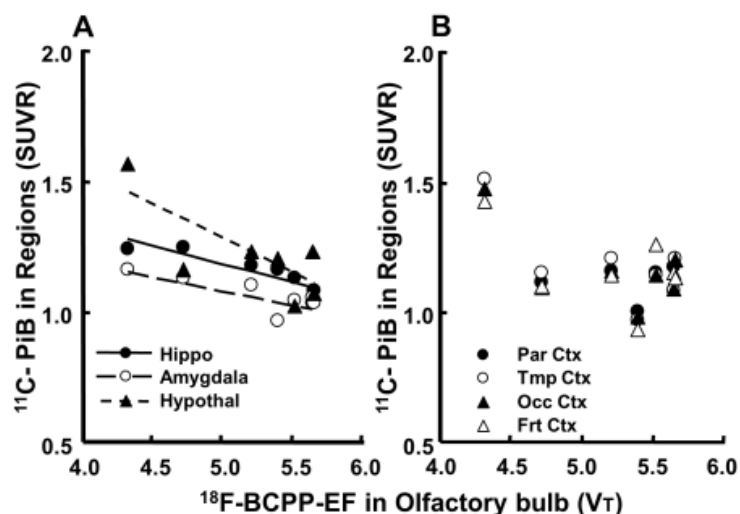 A
B
2.0
1.5
1.0
0.5
¹¹C- PiB in Regions (SUVR)
Hippo
Amygdala
Hypothal
4.0 4.5 5.0 5.5 6.0
2.0
1.5
1.0
0.5
¹¹C- PiB in Regions (SUVR)
Par Ctx
Tmp Ctx
Occ Ctx
Frt Ctx
4.0 4.5 5.0 5.5 6.0
¹⁸F-BCPP-EF in Olfactory bulb (VT)